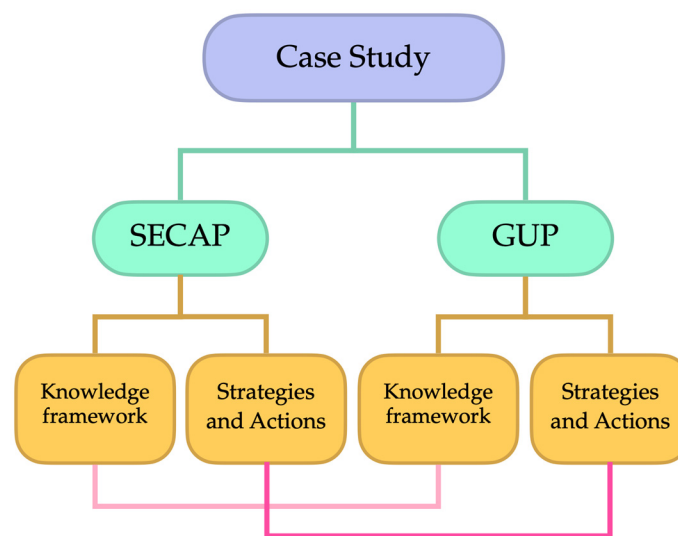 Case Study
SECAP
GUP
Knowledge
framework
Strategies
and Actions
Knowledge
framework
Strategies
and Actions